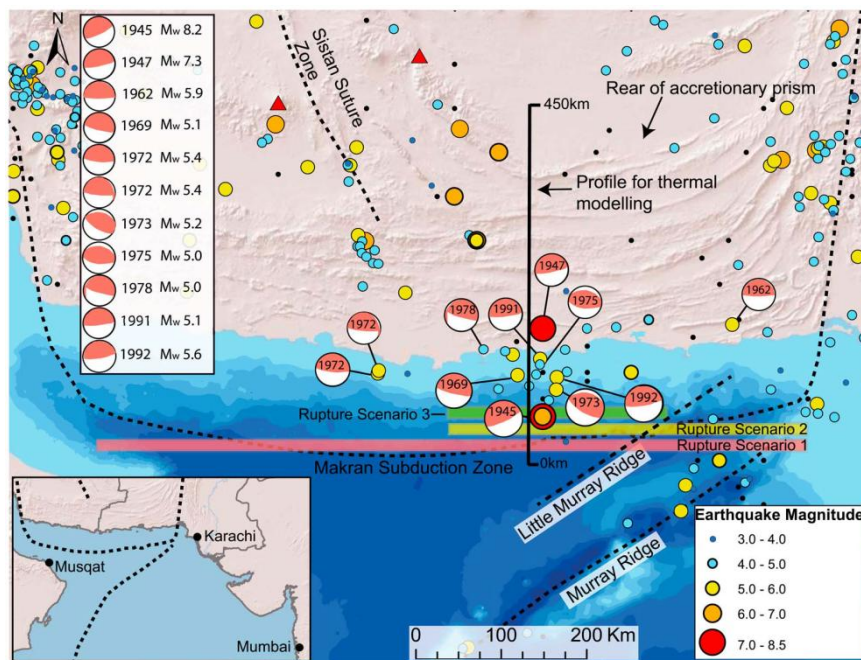 N
1945 Mw 8.2
1947 Mw 7.3
1962 Mw 5.9
1969 Mw 5.1
1972 Mw 5.4
1972 Mw 5.4
1973 Mw 5.2
1975 Mw 5.0
1978 Mw 5.0
1991 Mw 5.1
1992 Mw 5.6
Sistan Suture
Zone
450km
Rear of accretionary prism
Profile for thermal
modelling
1947
1975
1962
1991
1978
1972
1972
1969
1945
1973
1992
Rupture Scenario 3
Rupture Scenario 2
Rupture Scenario 1
Makran Subduction Zone
0km
Little Murray Ridge
Murray Ridge
Karachi
Musqat
Mumbai
0 100 200 Km
Earthquake Magnitude
3.0 - 4.0
4.0 - 5.0
5.0 - 6.0
6.0 - 7.0
7.0 - 8.5